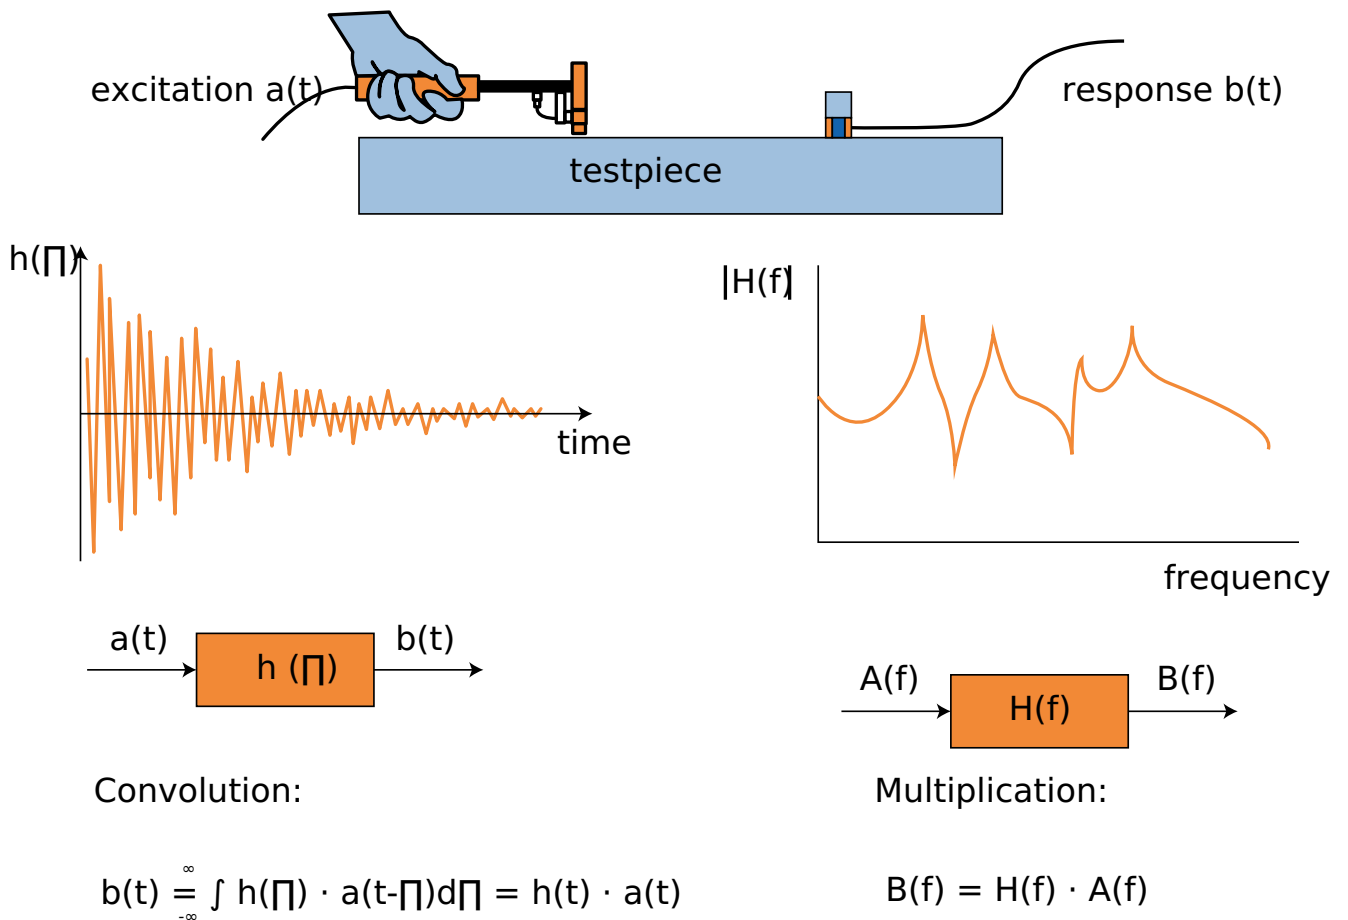 excitation a(t)
response b(t)
testpiece
h(∏)
time
|H(f)|
frequency
a(t)
h (∏)
b(t)
A(f)
H(f)
B(f)
Convolution:
∞
b(t) = ∫ h(∏) · a(t-∏)d∏ = h(t) · a(t)
-∞
Multiplication:
B(f) = H(f) · A(f)